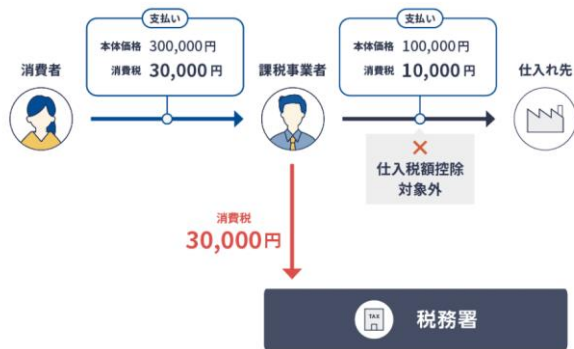 支払い
本体価格 300,000円
消費税 30,000円
支払い
本体価格 100,000円
消費税 10,000円
消費者
課税事業者
仕入れ先
仕入税額控除
対象外
消費税
30,000円
TAX
税務署